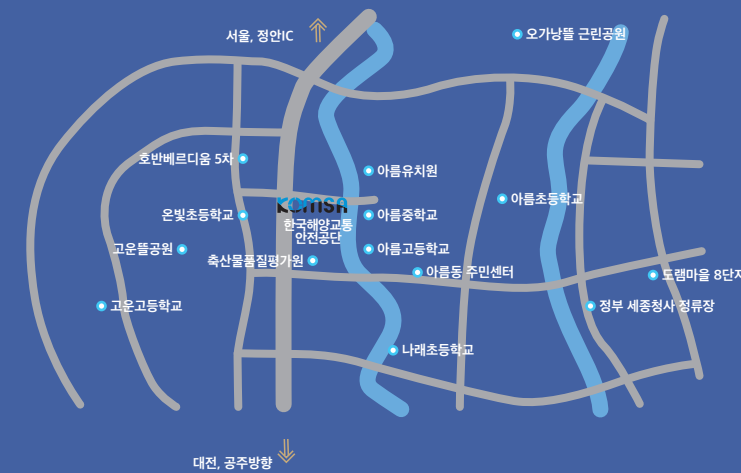 서울, 정안IC
오가낭뜰 근린공원
호반베르디움 5차
아름유치원
아름초등학교
KOMSA
온빛초등학교
아름중학교
한국해양교통
안전공단
고운뜰공원
아름고등학교
축산물품질평가원
아름동 주민센터
도램마을 8단지
고운고등학교
정부 세종청사 정류장
나래초등학교
대전, 공주방향